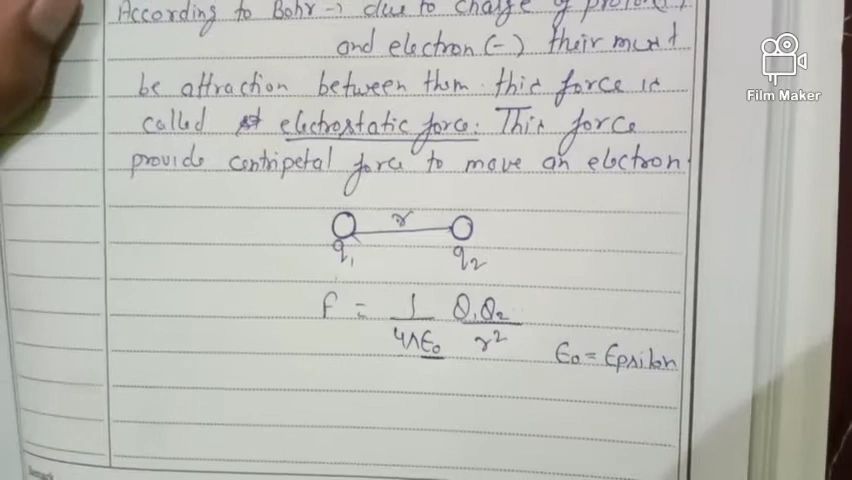 According to Bohr → due to charge of proton (+)
and electron (-) their must
be attraction between them. this force is
called electrostatic force. This force
provide centripetal force to move an electron.
r
q1 q2
F = 1/4πε0 Q1Q2/r²
ε0 = Epsilon
Film Maker